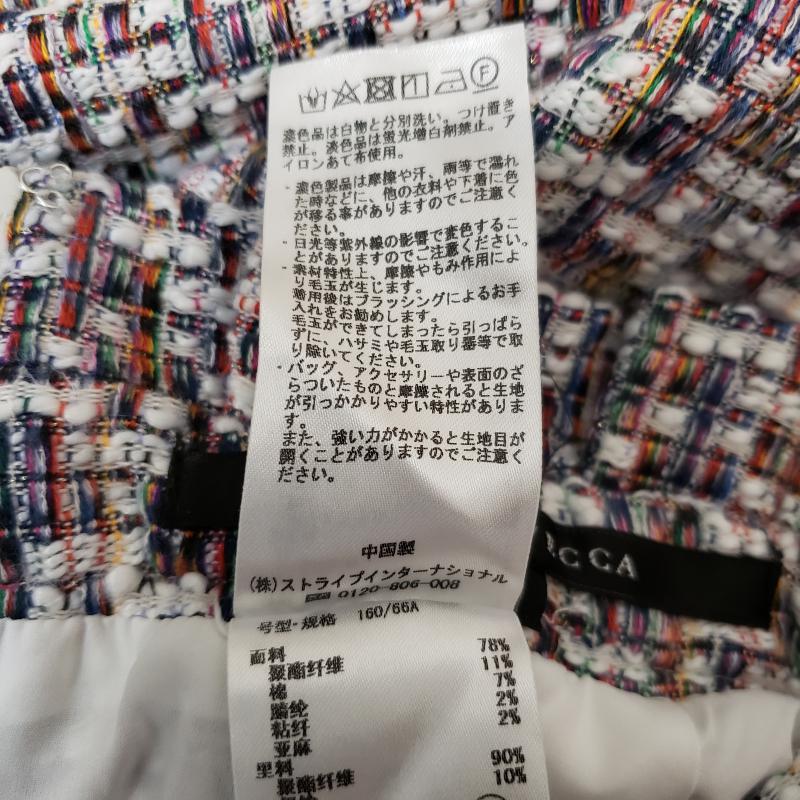 濃色品は白物と分別洗い。つけ置き
禁止。淡色品は蛍光増白剤禁止。ア
イロンあて布使用。
・濃色製品は摩擦や汗、雨等で濡れ
た時などに、他の衣料や下着に色
が移る事がありますのでご注意く
ださい。
・日光等紫外線の影響で変色するこ
とがありますのでご注意ください。
・素材特性上、摩擦やもみ作用によ
り毛玉が生じます。
着用後はブラッシングによるお手
入れをお勧めします。
毛玉ができてしまったら引っぱら
ずに、ハサミや毛玉取り器等で取
り除いてください。
・バッグ、アクセサリーや表面のざ
らついたものと摩擦されると生地
が引っかかりやすい特性がありま
す。
また、強い力がかかると生地目が
開くことがありますのでご注意く
ださい。
中国製
(株)ストライプインターナショナル
0120-806-008
CCA
号型·规格 160/66A
面料 78%
聚酯纤维 11%
棉 7%
2%
2%
里料 90%
聚酯纤维 10%